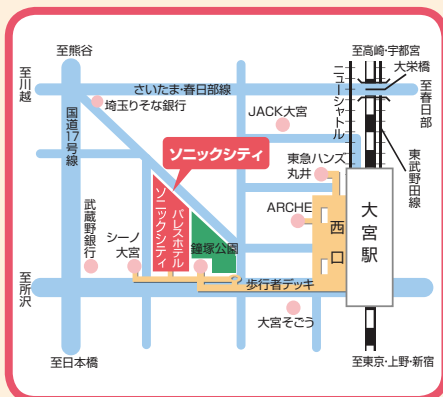 至熊谷
至高崎・宇都宮
大栄橋
至川越
さいたま・春日部線
ニューシャトル
至春日部
埼玉りそな銀行
国道17号線
JACK大宮
ソニックシティ
東急ハンズ
丸井
東武野田線
ソニックシティ
パレスホテル
武蔵野銀行
シーノ
大宮
鐘塚公園
ARCHE
西口
大宮駅
至所沢
歩行者デッキ
大宮そごう
至日本橋
至東京・上野・新宿